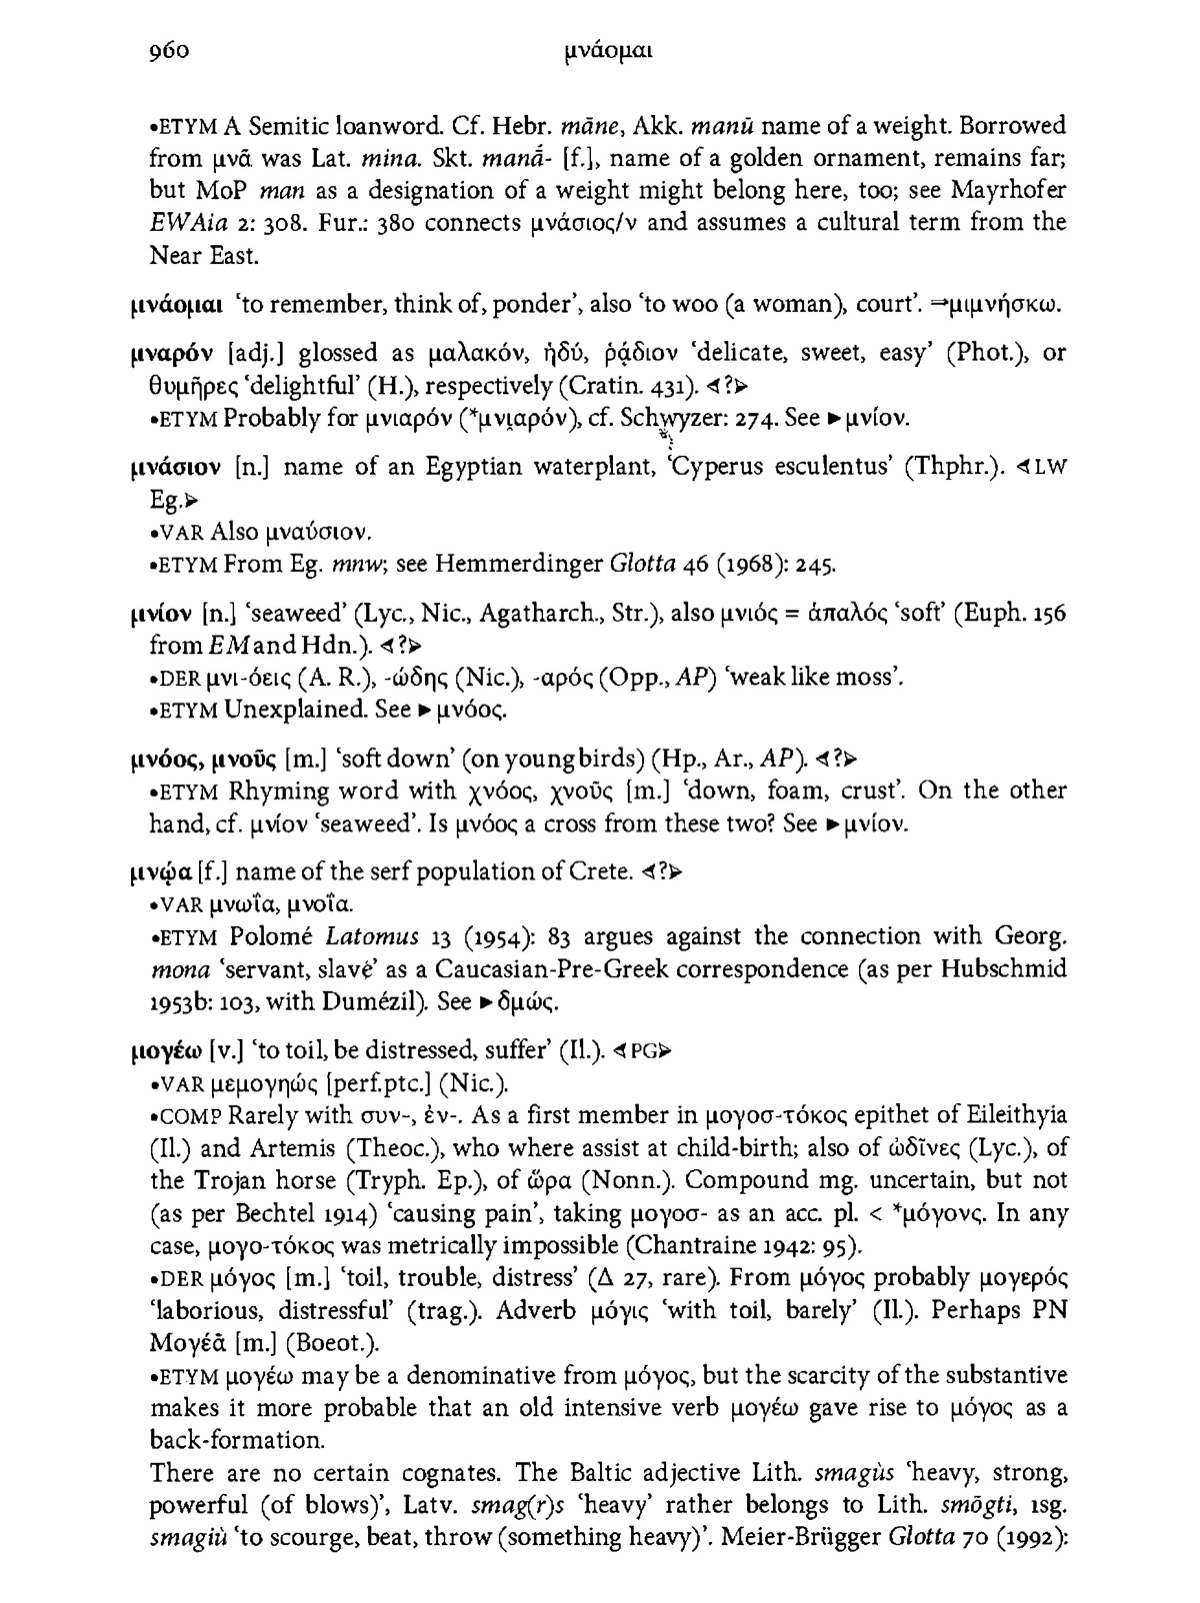 960
μνάομαι
•ETYM A Semitic loanword. Cf. Hebr. māne, Akk. manû name of a weight. Borrowed
from μνᾶ was Lat. mina. Skt. manā́- [f.], name of a golden ornament, remains far;
but MoP man as a designation of a weight might belong here, too; see Mayrhofer
EWAia 2: 308. Fur.: 380 connects μνάσιος/ν and assumes a cultural term from the
Near East.
μνάομαι ‘to remember, think of, ponder’, also ‘to woo (a woman), court’. ⇒μιμνήσκω.
μναρόν [adj.] glossed as μαλακόν, ἡδύ, ῥᾴδιον ‘delicate, sweet, easy’ (Phot.), or
θυμῆρες ‘delightful’ (H.), respectively (Cratin. 431). ⊲?⊳
•ETYM Probably for μνιαρόν (*μνι̯αρόν), cf. Schwyzer: 274. See ►μνίον.
μνάσιον [n.] name of an Egyptian waterplant, ‘Cyperus esculentus’ (Thphr.). ⊲LW
Eg.⊳
•VAR Also μναύσιον.
•ETYM From Eg. mnw; see Hemmerdinger Glotta 46 (1968): 245.
μνίον [n.] ‘seaweed’ (Lyc., Nic., Agatharch., Str.), also μνιός = ἁπαλός ‘soft’ (Euph. 156
from EM and Hdn.). ⊲?⊳
•DER μνι-όεις (A. R.), -ώδης (Nic.), -αρός (Opp., AP) ‘weak like moss’.
•ETYM Unexplained. See ►μνόος.
μνόος, μνοῦς [m.] ‘soft down’ (on young birds) (Hp., Ar., AP). ⊲?⊳
•ETYM Rhyming word with χνόος, χνοῦς [m.] ‘down, foam, crust’. On the other
hand, cf. μνίον ‘seaweed’. Is μνόος a cross from these two? See ►μνίον.
μνῴα [f.] name of the serf population of Crete. ⊲?⊳
•VAR μνωΐα, μνοΐα.
•ETYM Polomé Latomus 13 (1954): 83 argues against the connection with Georg.
mona ‘servant, slave’ as a Caucasian-Pre-Greek correspondence (as per Hubschmid
1953b: 103, with Dumézil). See ►δμώς.
μογέω [v.] ‘to toil, be distressed, suffer’ (Il.). ⊲PG⊳
•VAR μεμογηώς [perf.ptc.] (Nic.).
•COMP Rarely with συν-, ἐν-. As a first member in μογοσ-τόκος epithet of Eileithyia
(Il.) and Artemis (Theoc.), who where assist at child-birth; also of ὠδῖνες (Lyc.), of
the Trojan horse (Tryph. Ep.), of ὥρα (Nonn.). Compound mg. uncertain, but not
(as per Bechtel 1914) ‘causing pain’, taking μογοσ- as an acc. pl. < *μόγονς. In any
case, μογο-τόκος was metrically impossible (Chantraine 1942: 95).
•DER μόγος [m.] ‘toil, trouble, distress’ (Δ 27, rare). From μόγος probably μογερός
‘laborious, distressful’ (trag.). Adverb μόγις ‘with toil, barely’ (Il.). Perhaps PN
Μογέᾱ [m.] (Boeot.).
•ETYM μογέω may be a denominative from μόγος, but the scarcity of the substantive
makes it more probable that an old intensive verb μογέω gave rise to μόγος as a
back-formation.
There are no certain cognates. The Baltic adjective Lith. smagùs ‘heavy, strong,
powerful (of blows)’, Latv. smag(r)s ‘heavy’ rather belongs to Lith. smõgti, 1sg.
smagiù ‘to scourge, beat, throw (something heavy)’. Meier-Brügger Glotta 70 (1992):